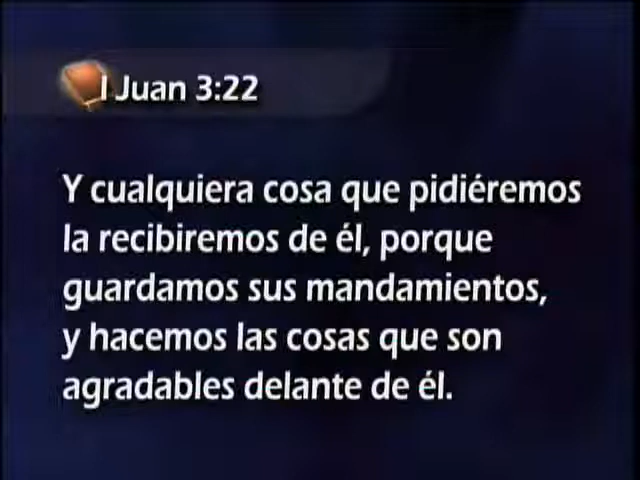 I Juan 3:22
Y cualquiera cosa que pidiéremos
la recibiremos de él, porque
guardamos sus mandamientos,
y hacemos las cosas que son
agradables delante de él.